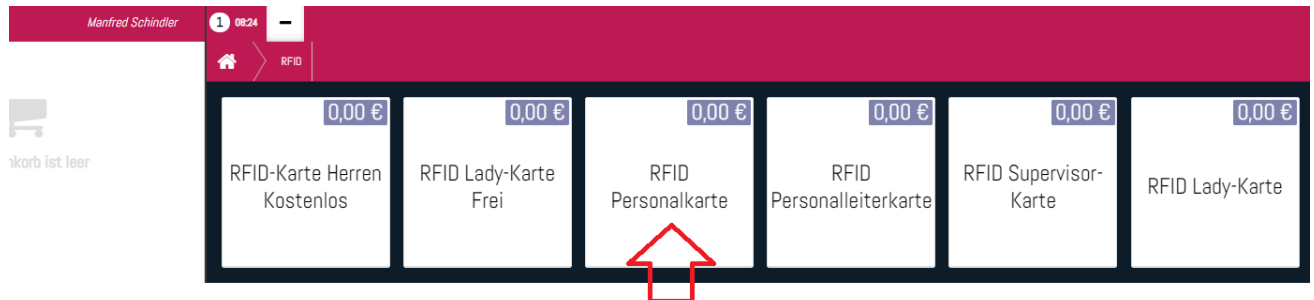 Manfred Schindler
1 08:24
RFID
nkorb ist leer
0,00 €
RFID-Karte Herren
Kostenlos
0,00 €
RFID Lady-Karte
Frei
0,00 €
RFID
Personalkarte
0,00 €
RFID
Personalleiterkarte
0,00 €
RFID Supervisor-
Karte
0,00 €
RFID Lady-Karte